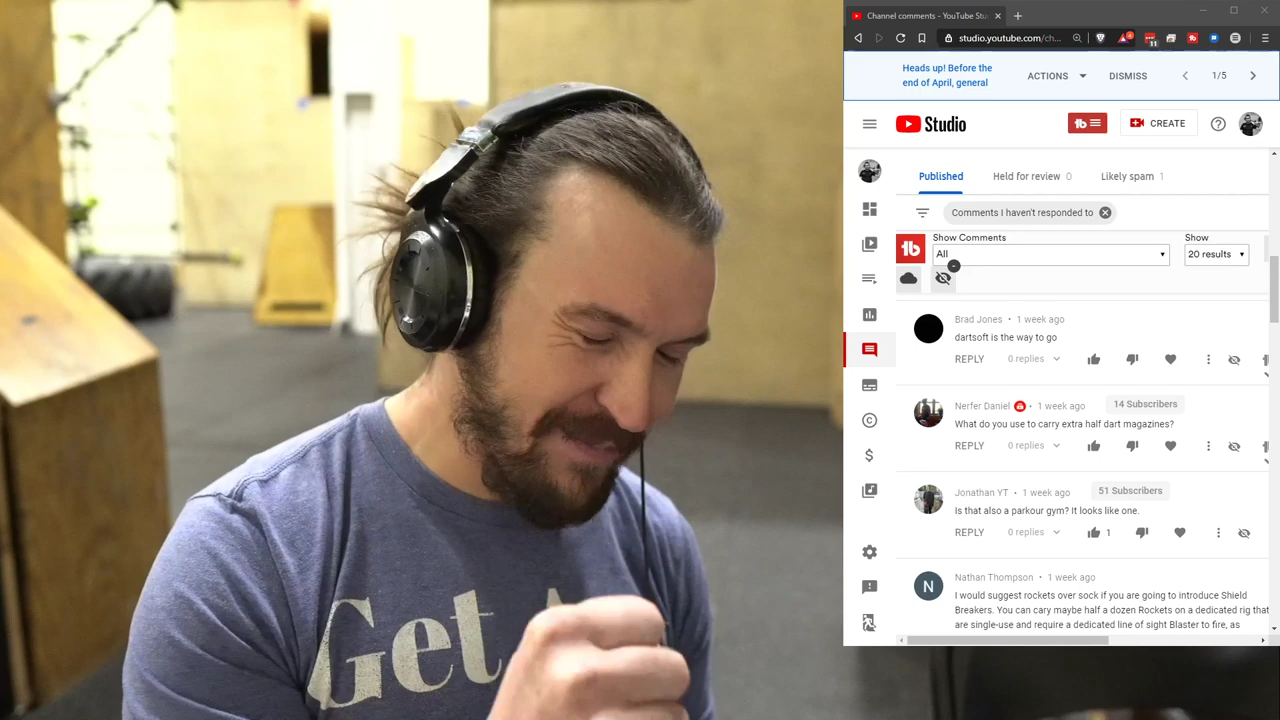 Channel comments - YouTube Stu
studio.youtube.com/ch...
4
11
Heads up! Before the
end of April, general
ACTIONS
DISMISS
1/5
Studio
CREATE
Published
Held for review 0
Likely spam 1
Comments I haven't responded to
Show Comments
Show
All
20 results
Brad Jones • 1 week ago
dartsoft is the way to go
REPLY
0 replies
Nerfer Daniel • 1 week ago
14 Subscribers
What do you use to carry extra half dart magazines?
REPLY
0 replies
Jonathan YT • 1 week ago
51 Subscribers
Is that also a parkour gym? It looks like one.
REPLY
0 replies
1
N
Nathan Thompson • 1 week ago
I would suggest rockets over sock if you are going to introduce Shield
Breakers. You can cary maybe half a dozen Rockets on a dedicated rig that
are single-use and require a dedicated line of sight Blaster to fire, as
Get